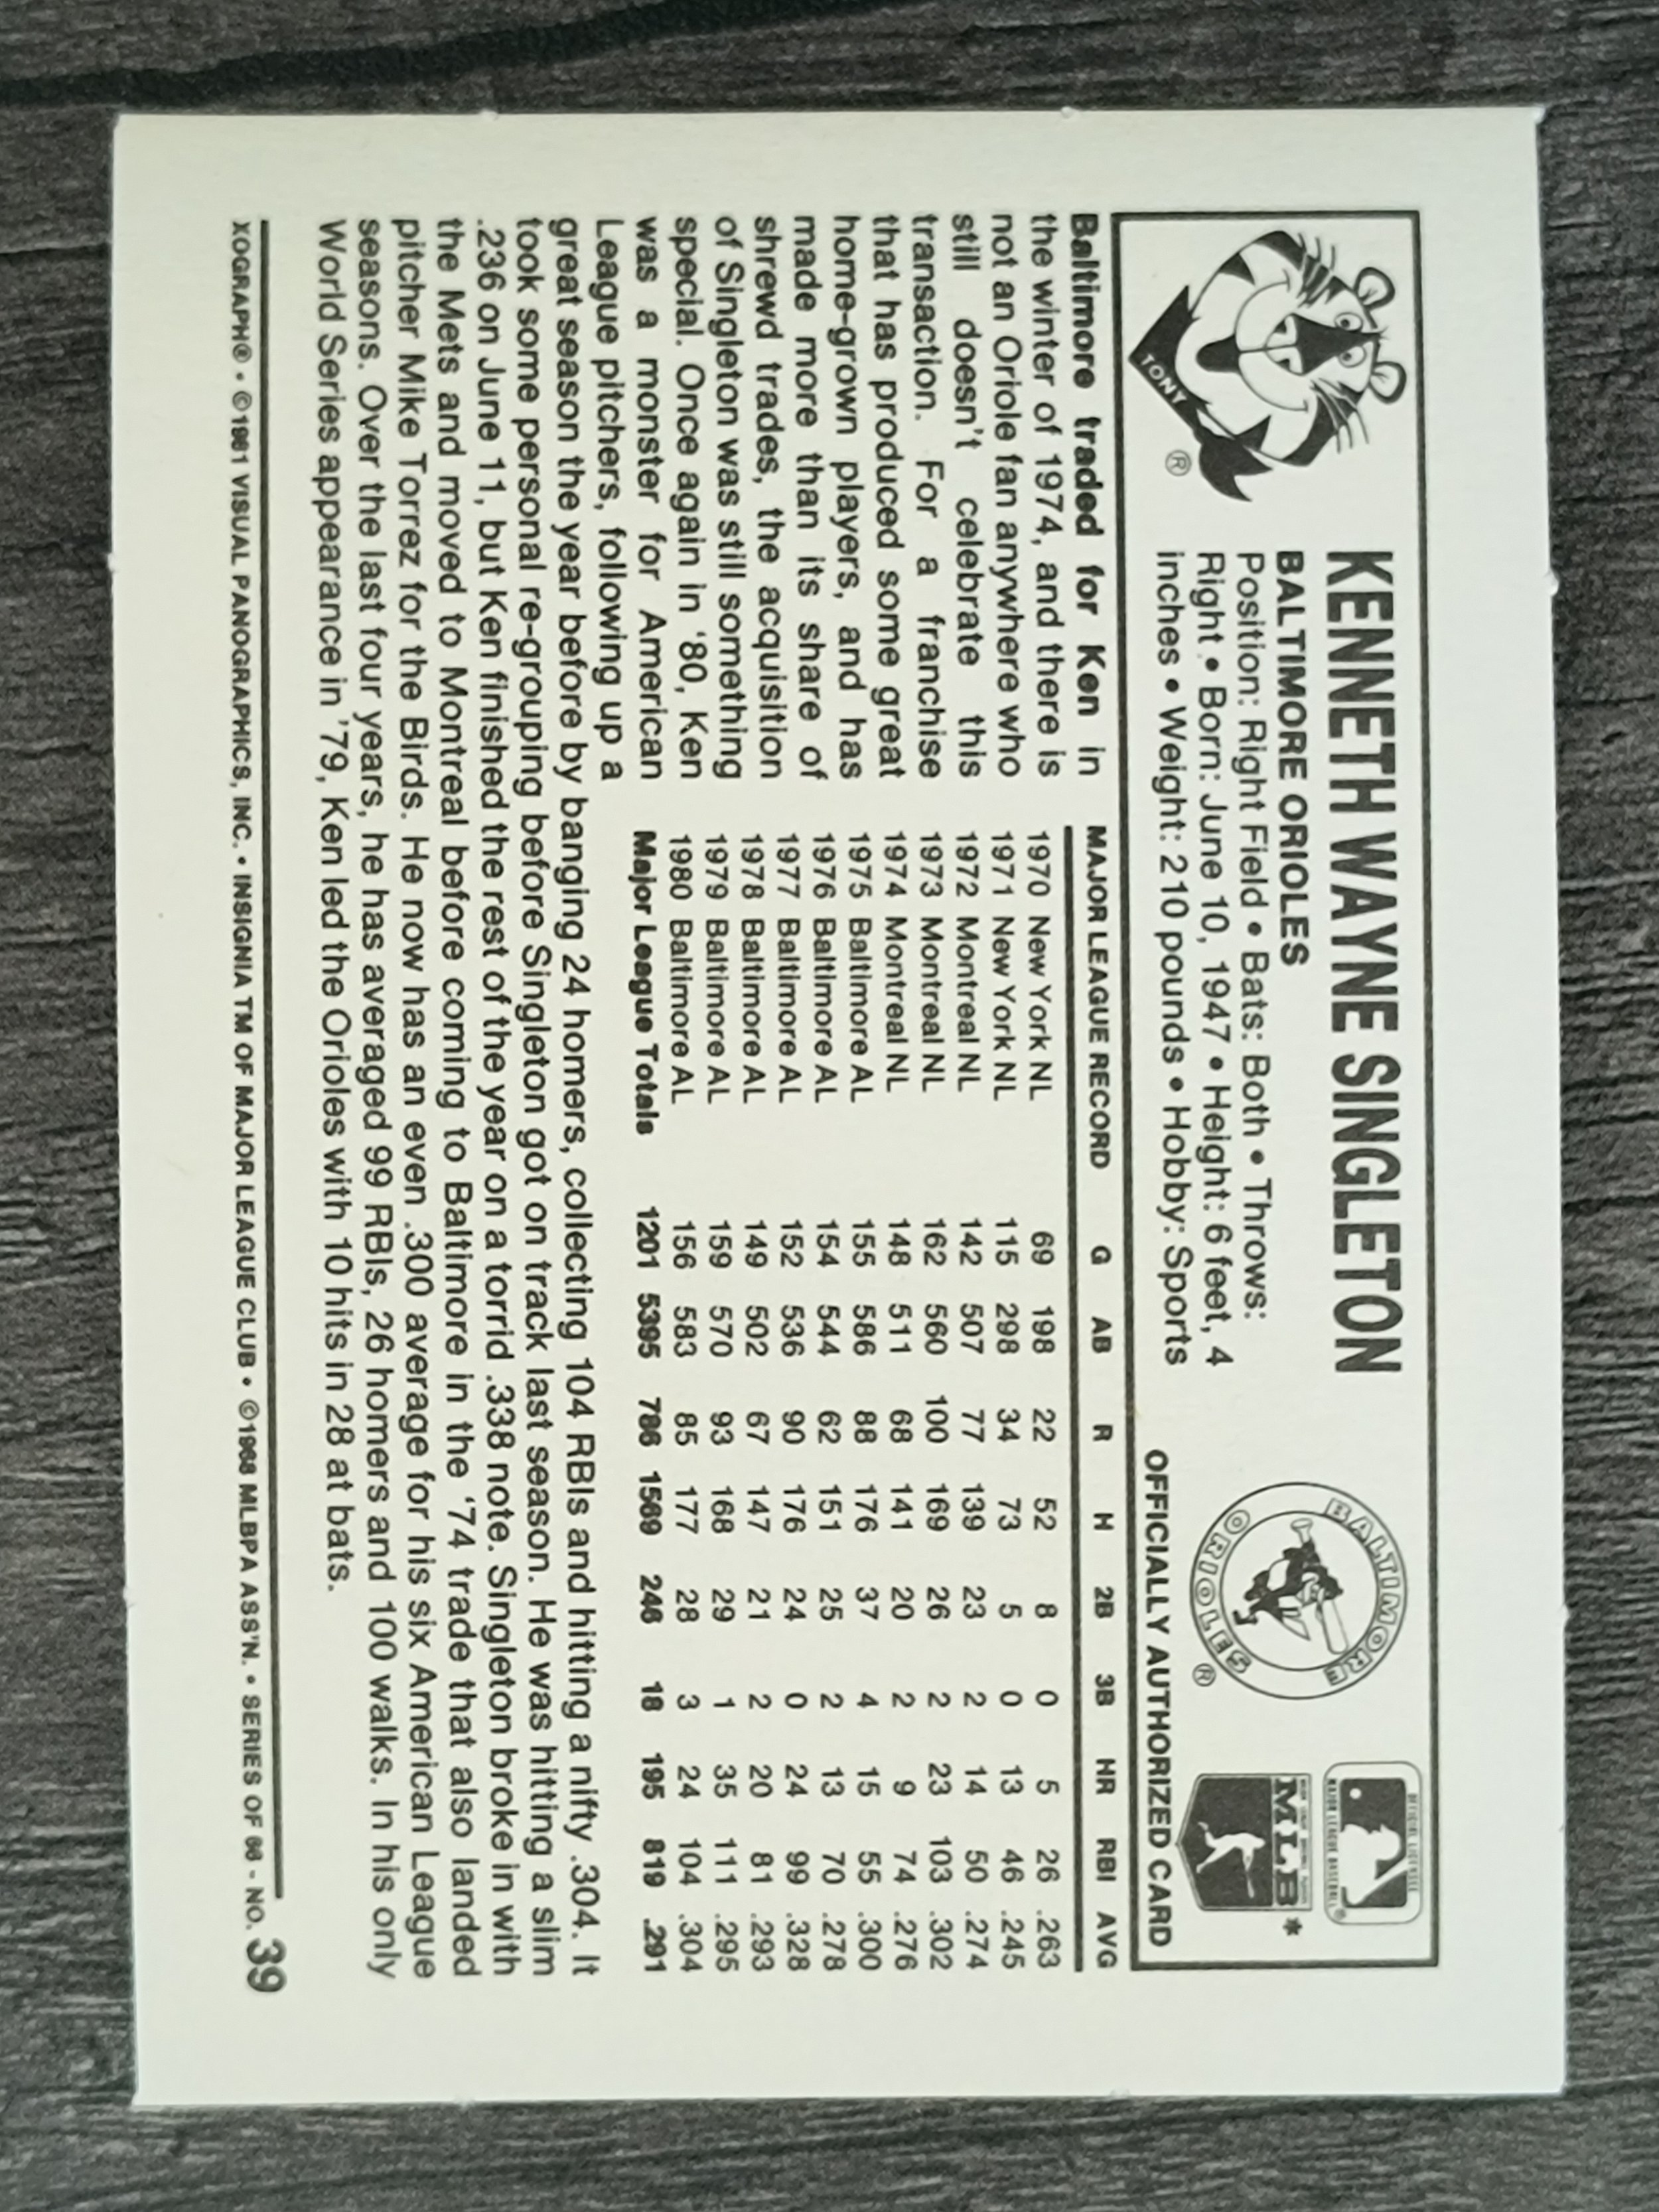 TONY
®
KENNETH WAYNE SINGLETON
BALTIMORE ORIOLES
Position: Right Field • Bats: Both • Throws:
Right • Born: June 10, 1947 • Height: 6 feet, 4
inches • Weight: 210 pounds • Hobby: Sports
BALTIMORE
ORIOLES
®
MLB
*
OFFICIALLY AUTHORIZED CARD
Baltimore traded for Ken in
the winter of 1974, and there is
not an Oriole fan anywhere who
still doesn't celebrate this
transaction. For a franchise
that has produced some great
home-grown players, and has
made more than its share of
shrewd trades, the acquisition
of Singleton was still something
special. Once again in '80, Ken
was a monster for American
League pitchers, following up a
MAJOR LEAGUE RECORD G AB R H 2B 3B HR RBI AVG
1970 New York NL 69 198 22 52 8 0 5 26 .263
1971 New York NL 115 298 34 73 5 0 13 46 .245
1972 Montreal NL 142 507 77 139 23 2 14 50 .274
1973 Montreal NL 162 560 100 169 26 2 23 103 .302
1974 Montreal NL 148 511 68 141 20 2 9 74 .276
1975 Baltimore AL 155 586 88 176 37 4 15 55 .300
1976 Baltimore AL 154 544 62 151 25 2 13 70 .278
1977 Baltimore AL 152 536 90 176 24 0 24 99 .328
1978 Baltimore AL 149 502 67 147 21 2 20 81 .293
1979 Baltimore AL 159 570 93 168 29 1 35 111 .295
1980 Baltimore AL 156 583 85 177 28 3 24 104 .304
Major League Totals 1201 5395 786 1569 246 18 195 819 .291
great season the year before by banging 24 homers, collecting 104 RBIs and hitting a nifty .304. It
took some personal re-grouping before Singleton got on track last season. He was hitting a slim
.236 on June 11, but Ken finished the rest of the year on a torrid .338 note. Singleton broke in with
the Mets and moved to Montreal before coming to Baltimore in the '74 trade that also landed
pitcher Mike Torrez for the Birds. He now has an even .300 average for his six American League
seasons. Over the last four years, he has averaged 99 RBIs, 26 homers and 100 walks. In his only
World Series appearance in '79, Ken led the Orioles with 10 hits in 28 at bats.
XOGRAPH® • ©1981 VISUAL PANOGRAPHICS, INC. • INSIGNIA TM OF MAJOR LEAGUE CLUB • ©1968 MLBPA ASS'N. • SERIES OF 66 - NO. 39